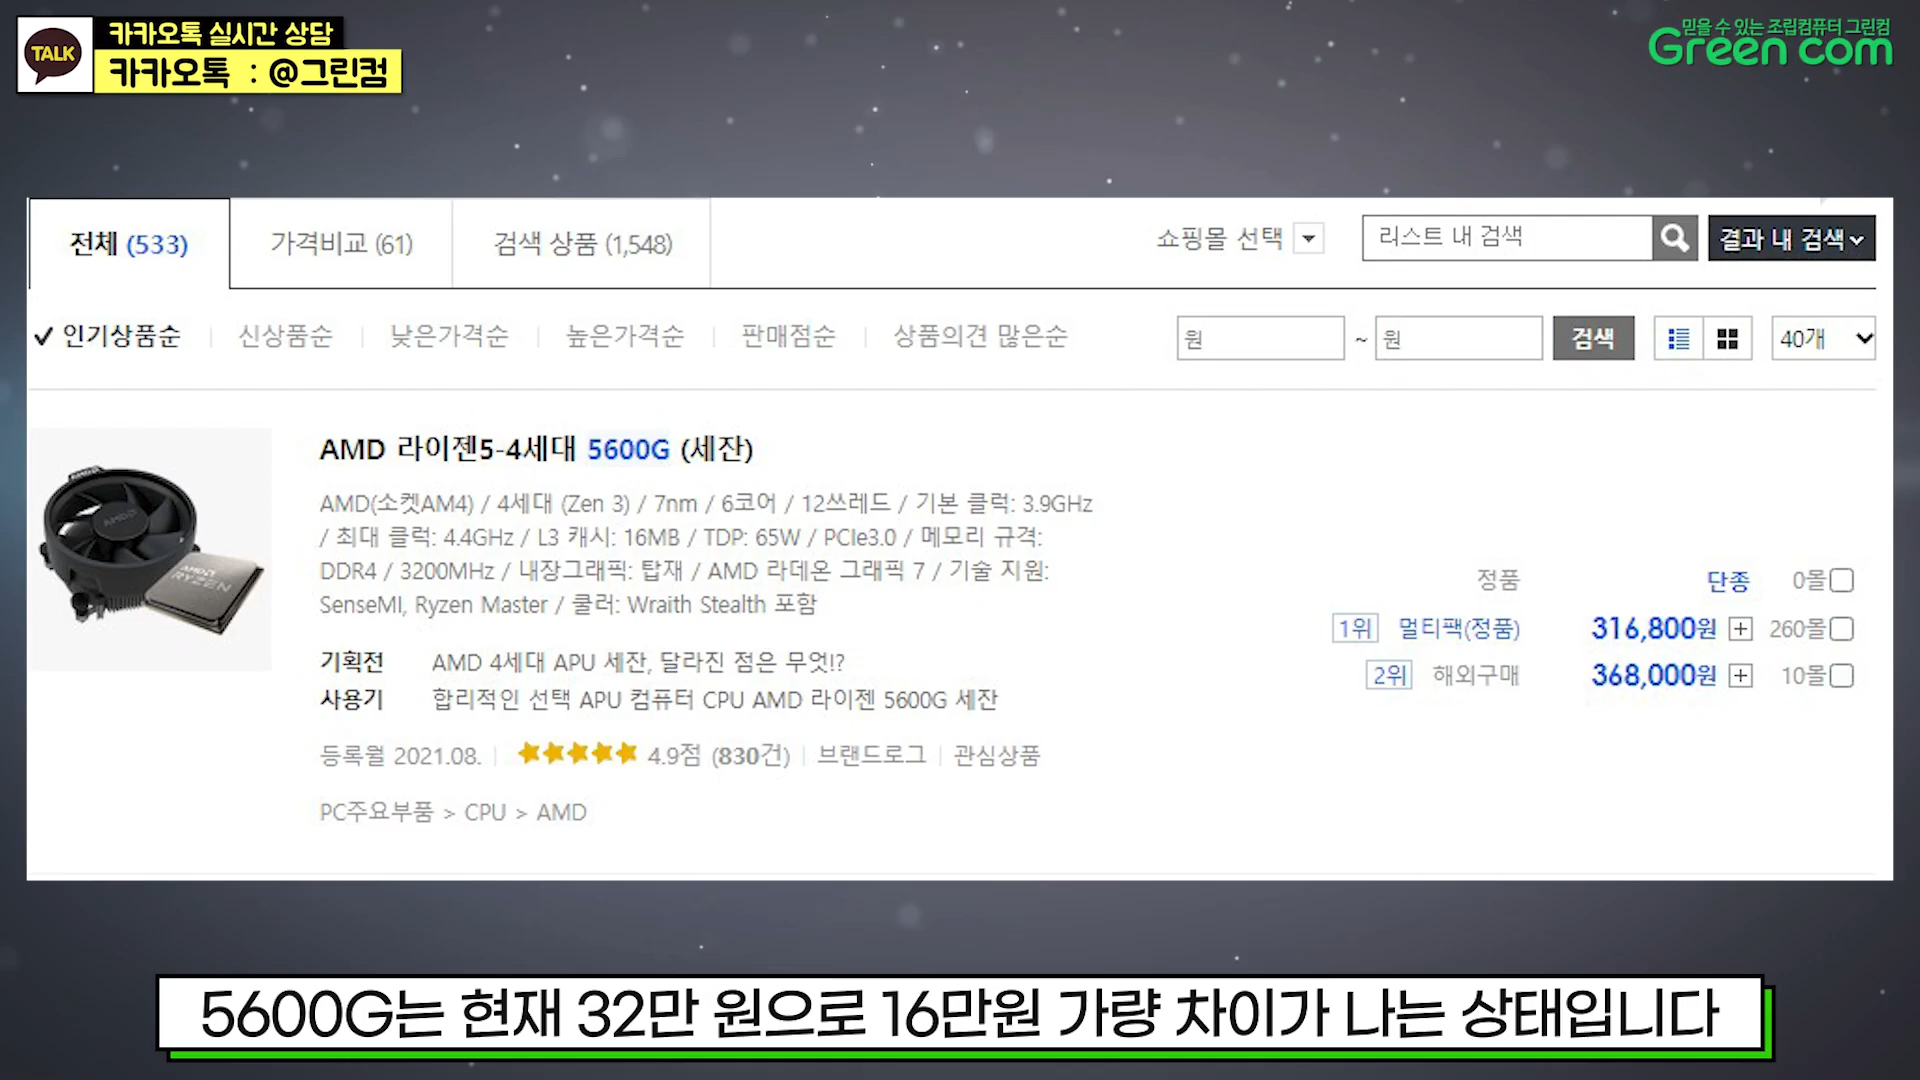 TALK
카카오톡 실시간 상담
카카오톡 : @그린컴
믿을 수 있는 조립컴퓨터 그린컴
Green com
전체 (533)
가격비교 (61)
검색 상품 (1,548)
쇼핑몰 선택
리스트 내 검색
결과 내 검색
✓ 인기상품순
신상품순
낮은가격순
높은가격순
판매점순
상품의견 많은순
원 ~ 원
검색
40개
AMD 라이젠5-4세대 5600G (세잔)
AMD(소켓AM4) / 4세대 (Zen 3) / 7nm / 6코어 / 12쓰레드 / 기본 클럭: 3.9GHz
/ 최대 클럭: 4.4GHz / L3 캐시: 16MB / TDP: 65W / PCIe3.0 / 메모리 규격:
DDR4 / 3200MHz / 내장그래픽: 탑재 / AMD 라데온 그래픽 7 / 기술 지원:
SenseMI, Ryzen Master / 쿨러: Wraith Stealth 포함
정품 단종 0몰
1위 멀티팩(정품) 316,800원 + 260몰
2위 해외구매 368,000원 + 10몰
기획전 AMD 4세대 APU 세잔, 달라진 점은 무엇!?
사용기 합리적인 선택 APU 컴퓨터 CPU AMD 라이젠 5600G 세잔
등록월 2021.08. ★★★★★ 4.9점 (830건) 브랜드로그 관심상품
PC주요부품 > CPU > AMD
AMD
AMD
RYZEN
5600G는 현재 32만 원으로 16만원 가량 차이가 나는 상태입니다